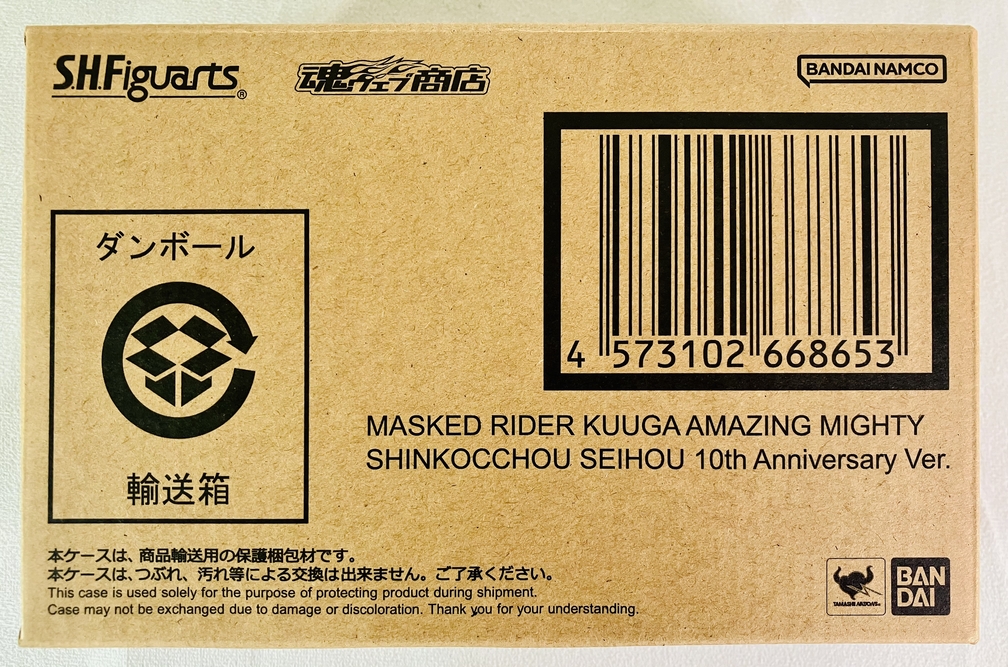 S.H.Figuarts®
魂ウェブ商店
BANDAI NAMCO
ダンボール
輸送箱
4 573102 668653
MASKED RIDER KUUGA AMAZING MIGHTY
SHINKOCCHOU SEIHOU 10th Anniversary Ver.
本ケースは、商品輸送用の保護梱包材です。
本ケースは、つぶれ、汚れ等による交換は出来ません。ご了承ください。
This case is used solely for the purpose of protecting product during shipment.
Case may not be exchanged due to damage or discoloration. Thank you for your understanding.
TAMASHII NATIONS
BAN
DAI